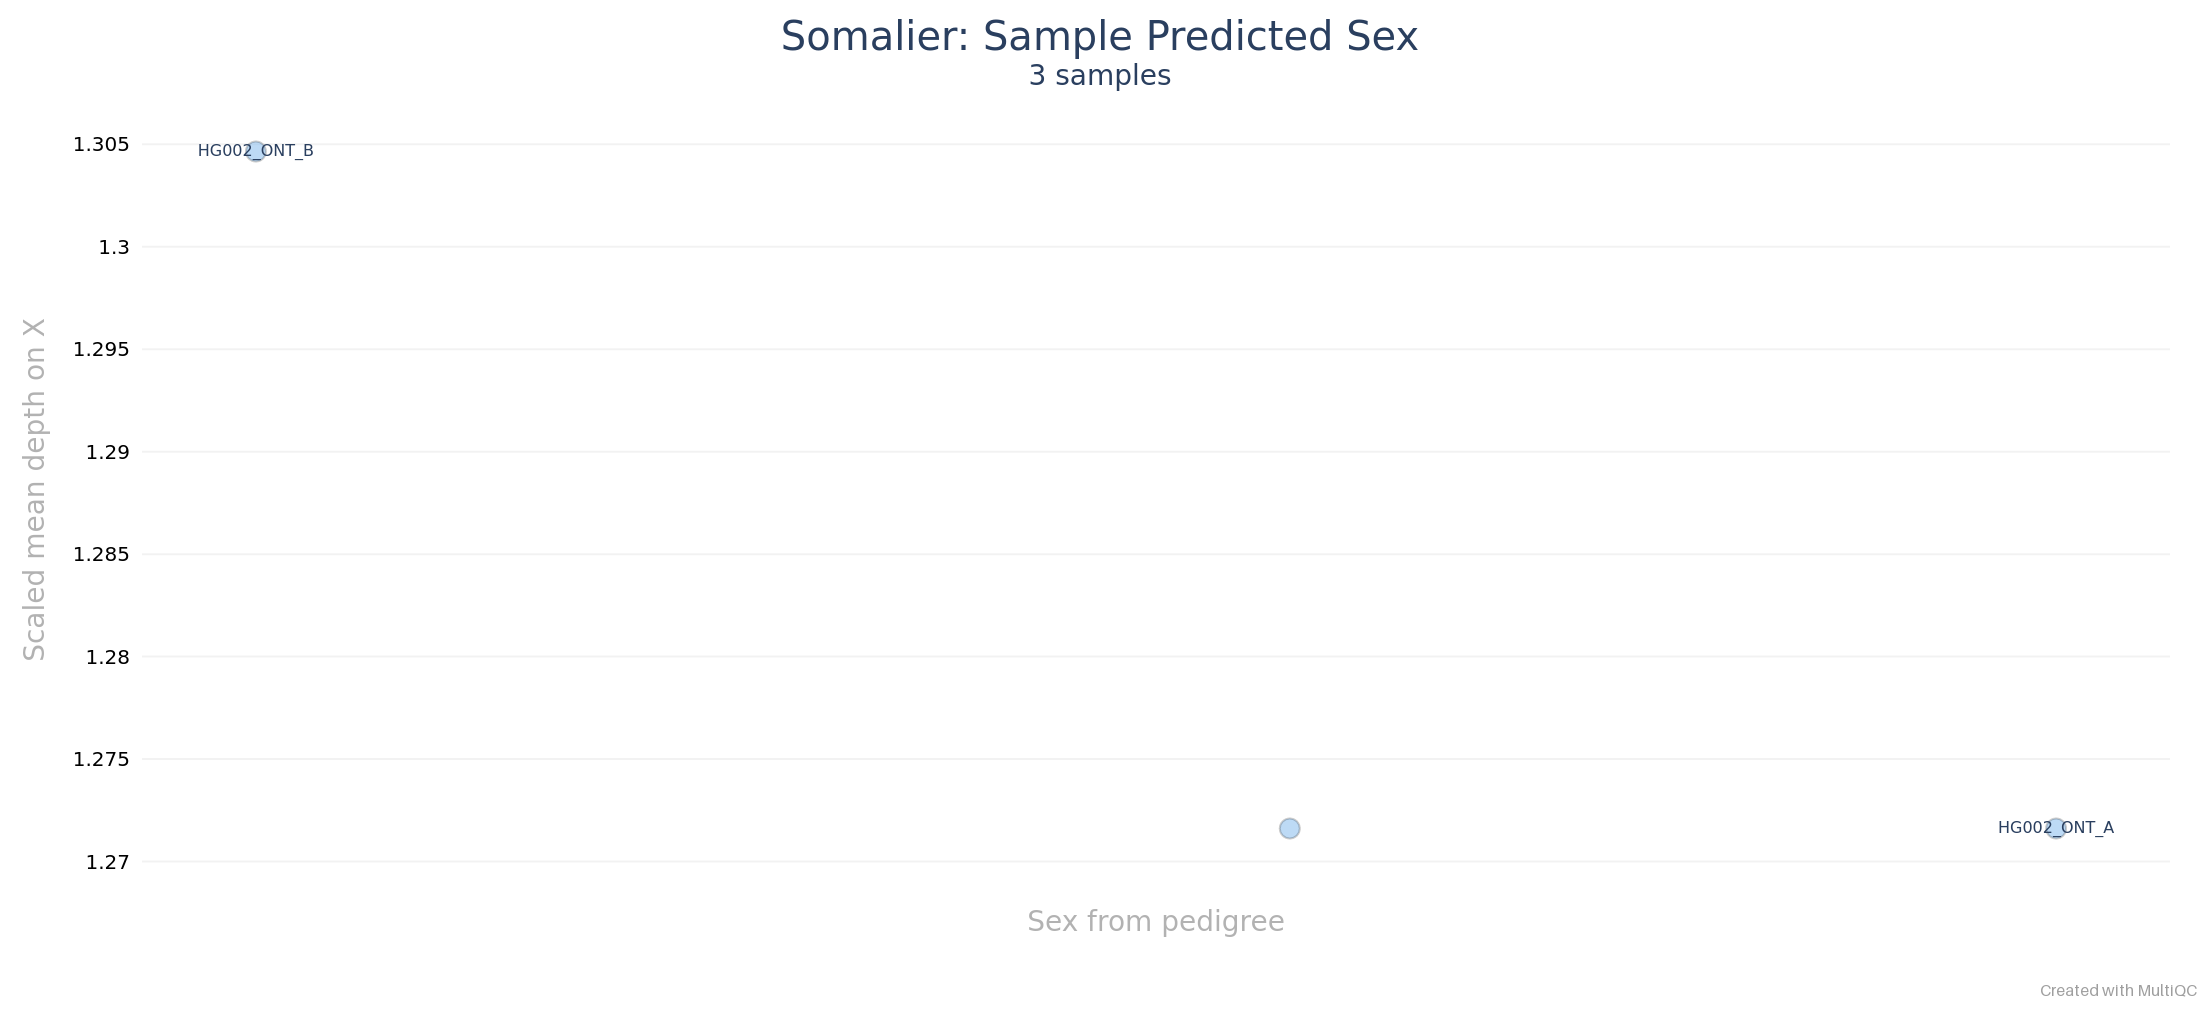 Somalier: Sample Predicted Sex
3 samples
1.305
HG002_ONT_B
1.3
1.295
1.29
1.285
1.28
1.275
1.27
Scaled mean depth on X
HG002_ONT_A
Sex from pedigree
Created with MultiQC